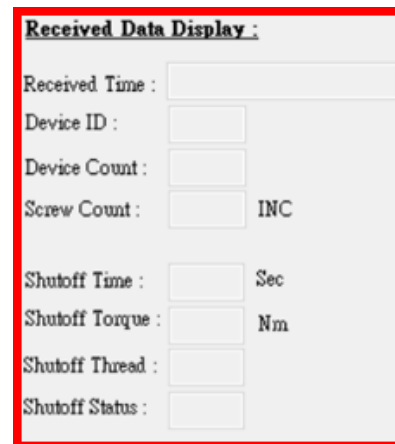 Received Data Display :
Received Time :
Device ID :
Device Count :
Screw Count : INC
Shutoff Time : Sec
Shutoff Torque : Nm
Shutoff Thread :
Shutoff Status :